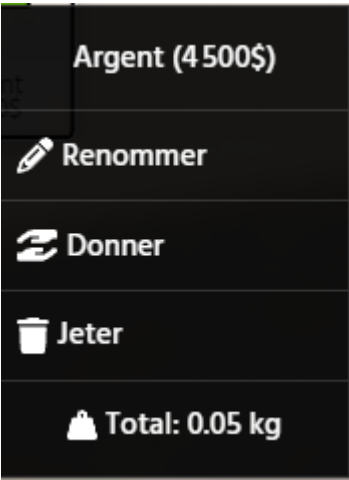 Argent (4 500$)
Renommer
Donner
Jeter
Total: 0.05 kg